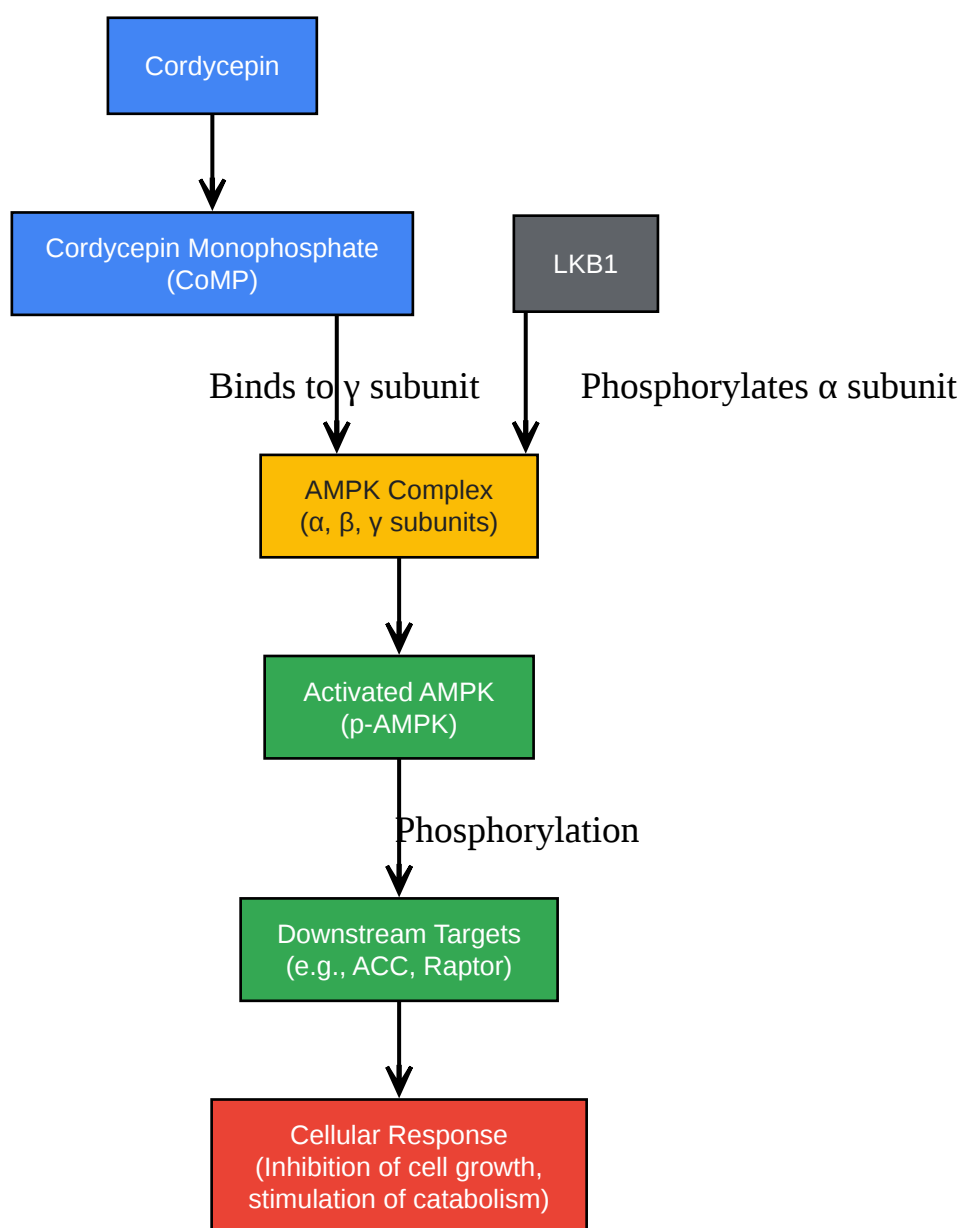 Cordycepin
Cordycepin Monophosphate
(CoMP)
LKB1
Binds to γ subunit
Phosphorylates α subunit
AMPK Complex
(α, β, γ subunits)
Activated AMPK
(p-AMPK)
Phosphorylation
Downstream Targets
(e.g., ACC, Raptor)
Cellular Response
(Inhibition of cell growth,
stimulation of catabolism)